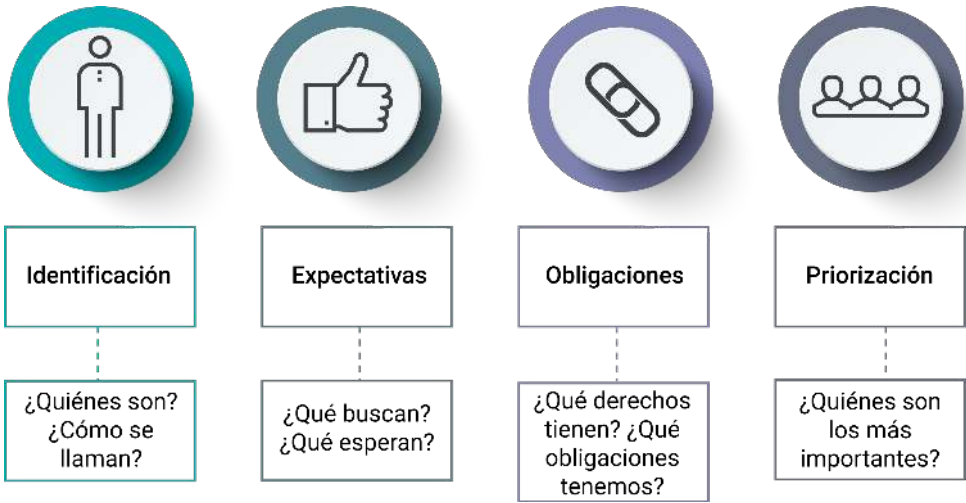 Identificación
Expectativas
Obligaciones
Priorización
¿Quiénes son?
¿Cómo se
llaman?
¿Qué buscan?
¿Qué esperan?
¿Qué derechos
tienen? ¿Qué
obligaciones
tenemos?
¿Quiénes son
los más
importantes?